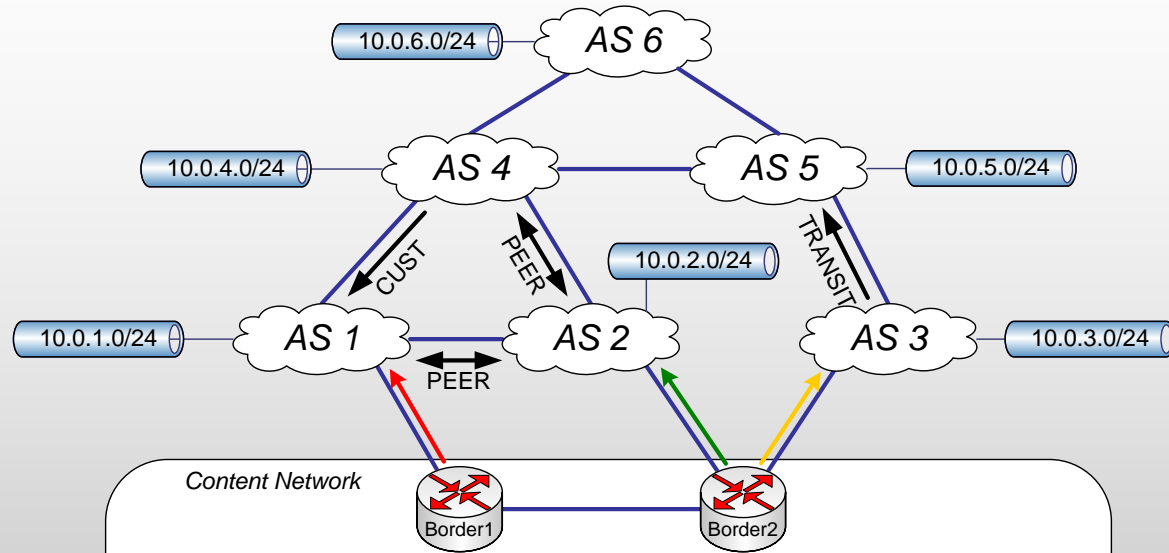 10.0.6.0/24
AS 6
10.0.4.0/24
AS 4
AS 5
10.0.5.0/24
CUST
PEER
10.0.2.0/24
TRANSIT
10.0.1.0/24
AS 1
PEER
AS 2
AS 3
10.0.3.0/24
Content Network
Border1
Border2